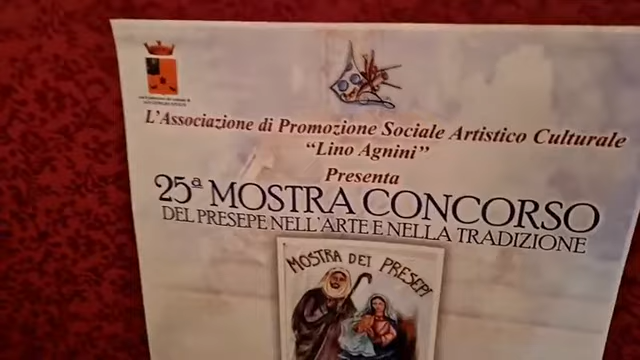 L'Associazione di Promozione Sociale Artistico Culturale
“Lino Agnini”
Presenta
25ª MOSTRA CONCORSO
DEL PRESEPE NELL'ARTE E NELLA TRADIZIONE
MOSTRA DEI PRESEPI